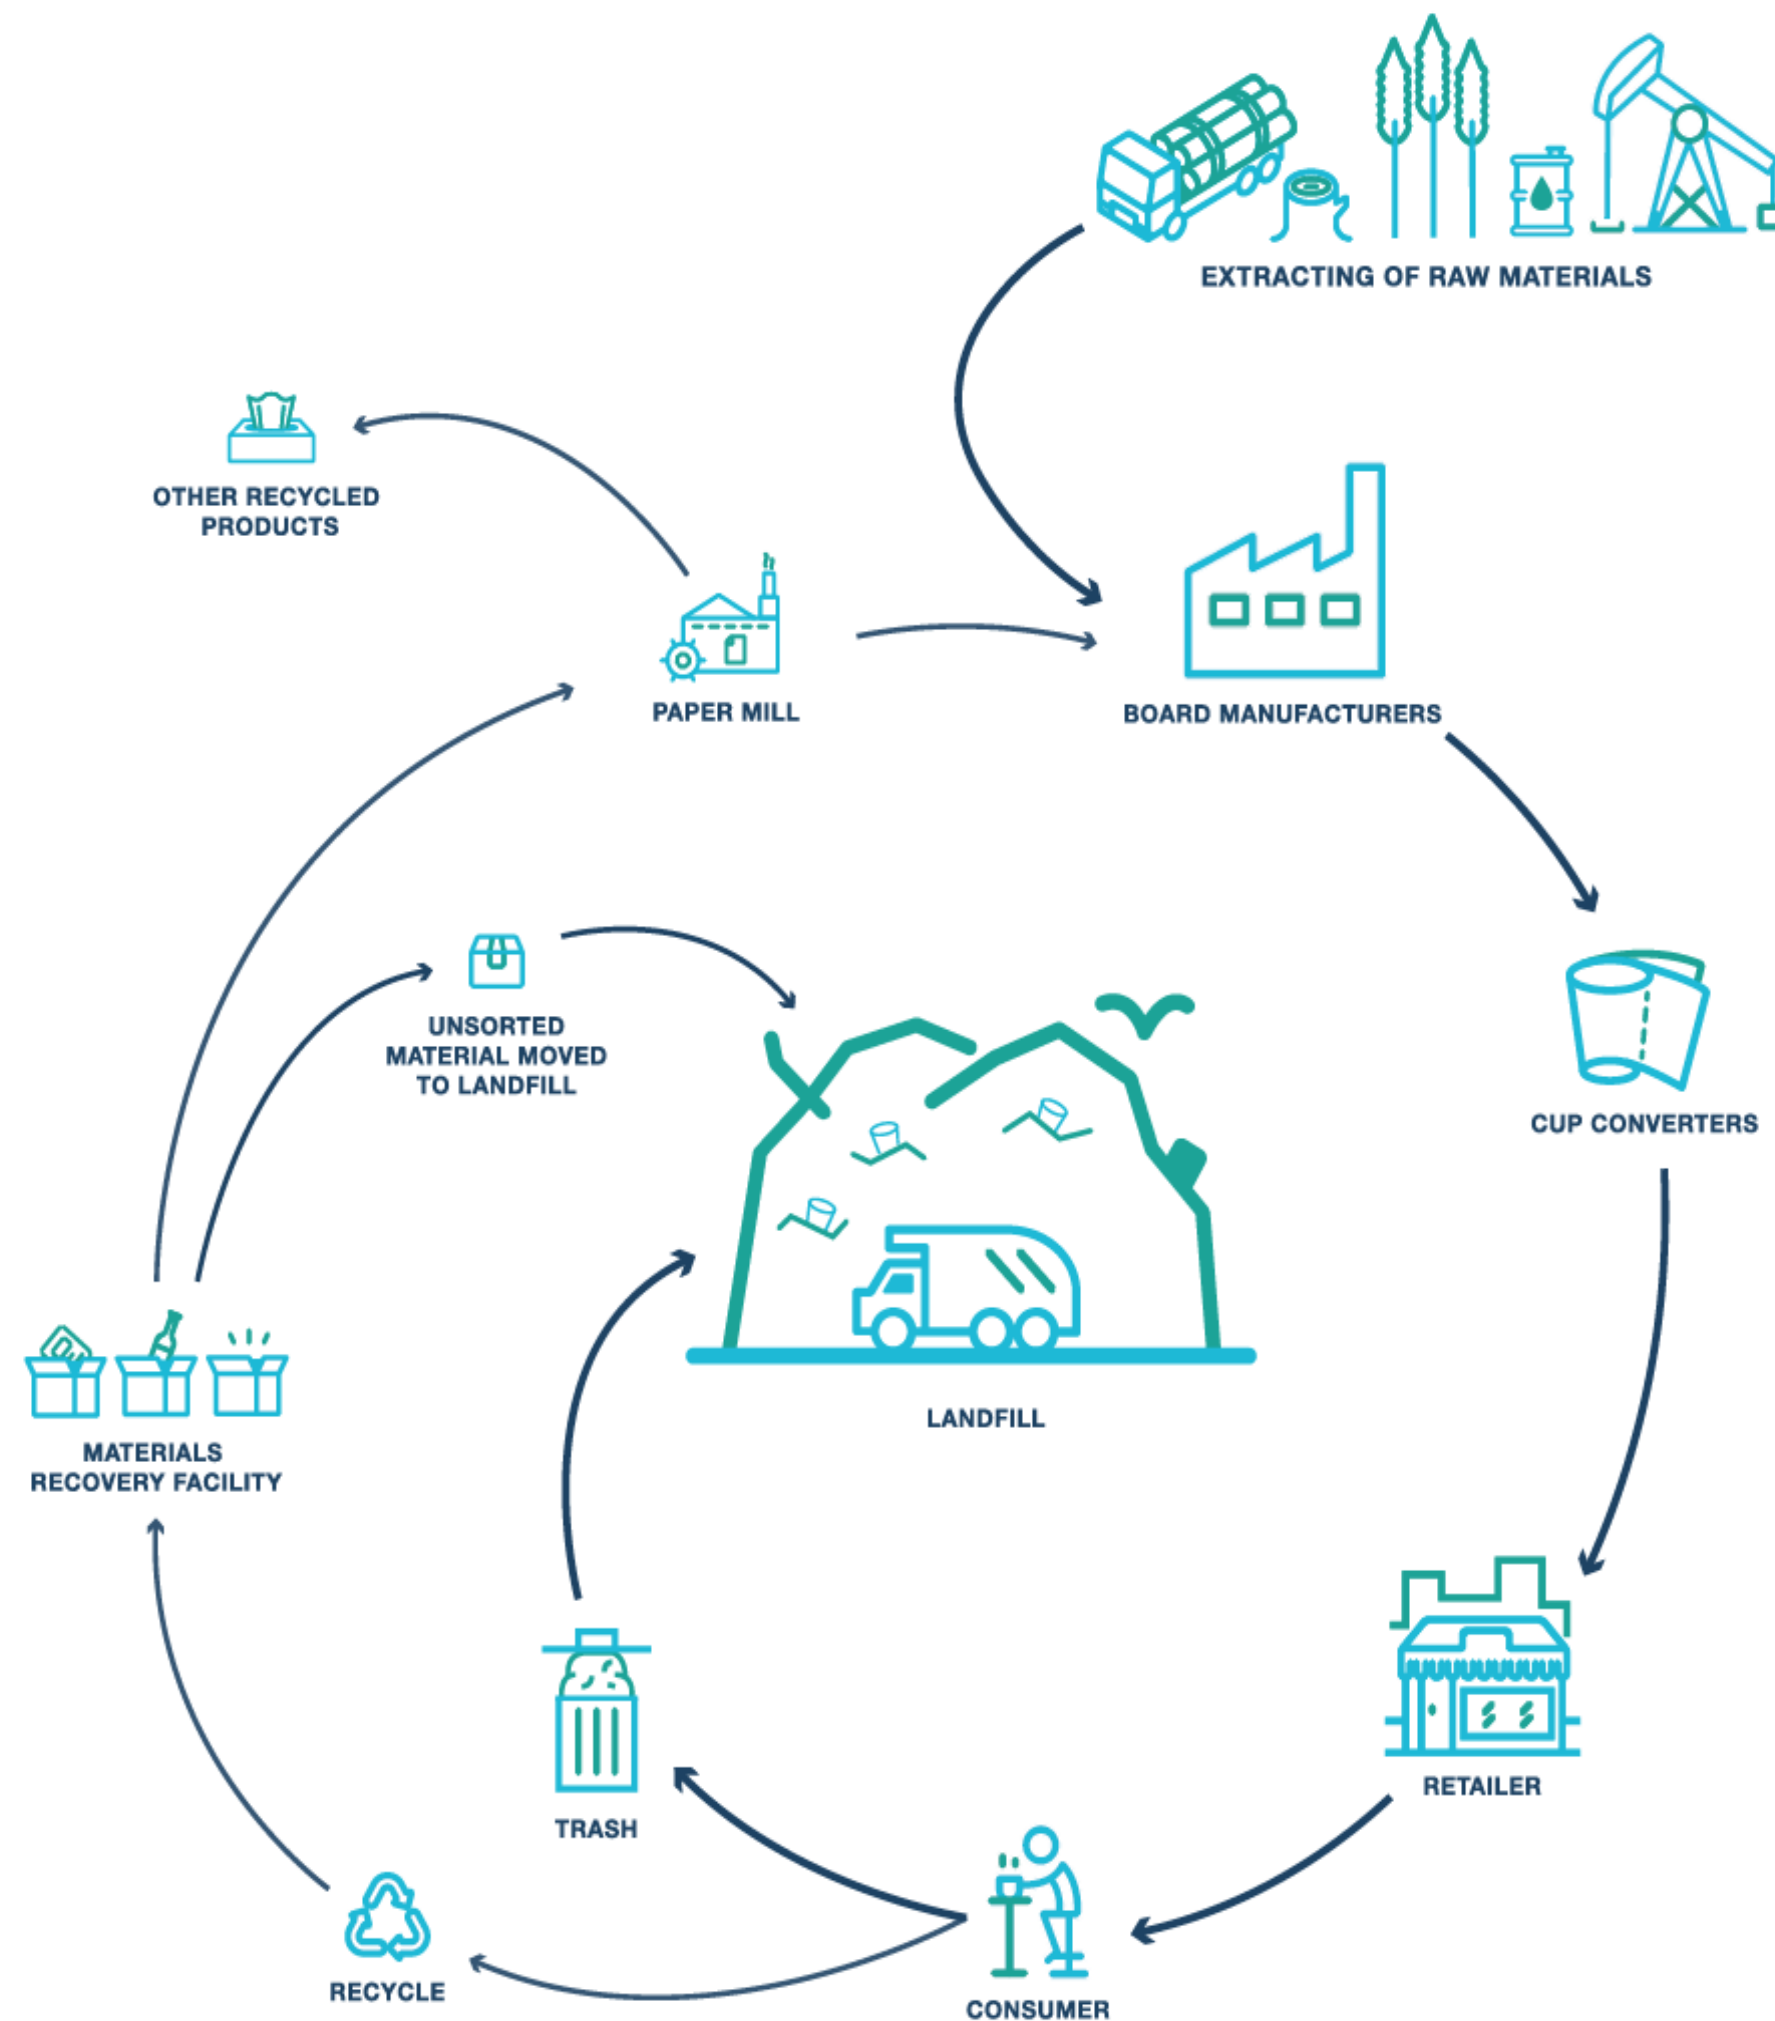 EXTRACTING OF RAW MATERIALS
OTHER RECYCLED
PRODUCTS
PAPER MILL
BOARD MANUFACTURERS
UNSORTED
MATERIAL MOVED
TO LANDFILL
CUP CONVERTERS
LANDFILL
MATERIALS
RECOVERY FACILITY
RETAILER
TRASH
RECYCLE
CONSUMER